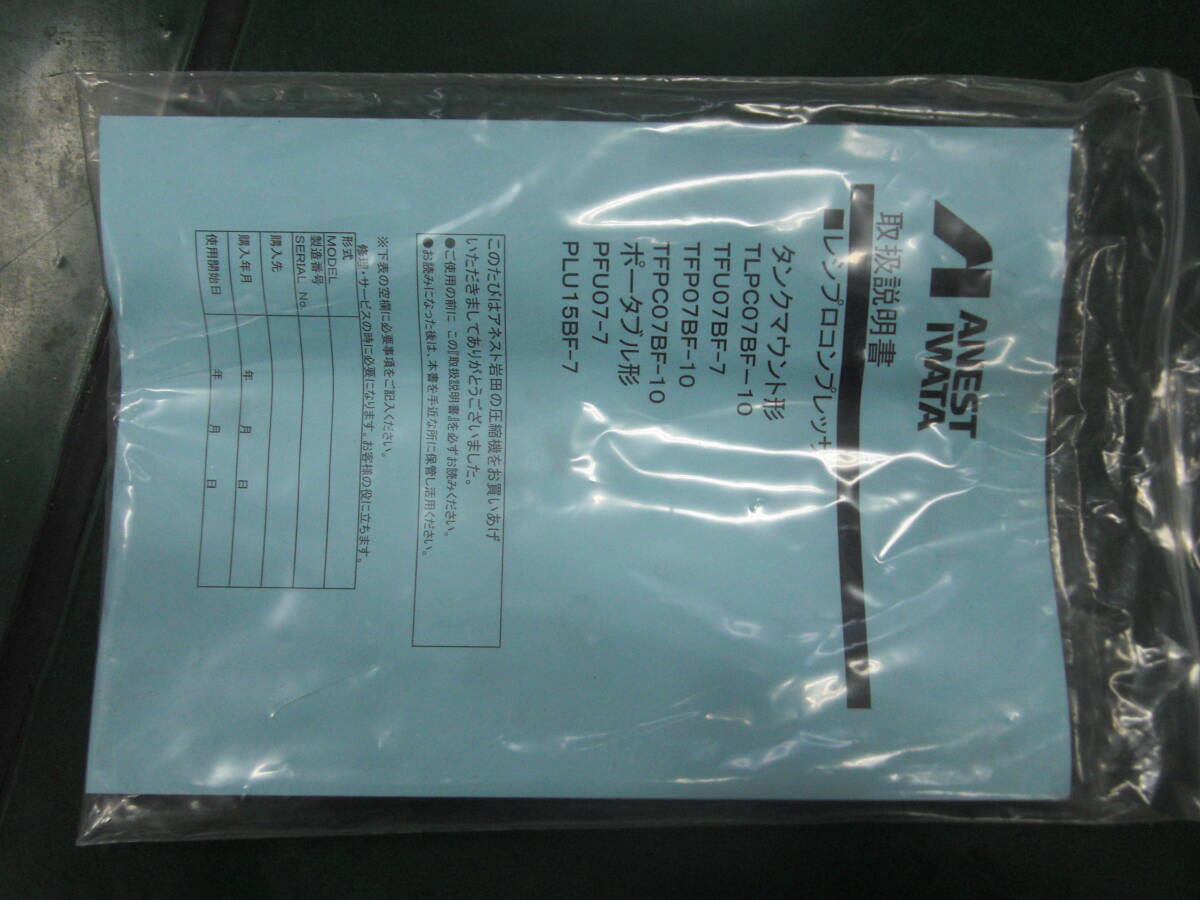 ANEST
IWATA
取扱説明書
■レシプロコンプレッサ
タンクマウント形
TLPC07BF-10
TFU07BF-7
TFP07BF-10
TFPC07BF-10
ポータブル形
PFU07-7
PLU15BF-7
このたびはアネスト岩田の圧縮機をお買いあげ
いただきましてありがとうございました。
●ご使用の前に この『取扱説明書』を必ずお読みください。
●お読みになった後は、本書を手近な所に保管し活用ください。
※下表の空欄に必要事項をご記入ください。
修理・サービスの時に必要になります。お客様の役に立ちます。
形式
MODEL
製造番号
SERIAL No.
購入先
購入年月 年 月 日
使用開始日 年 月 日